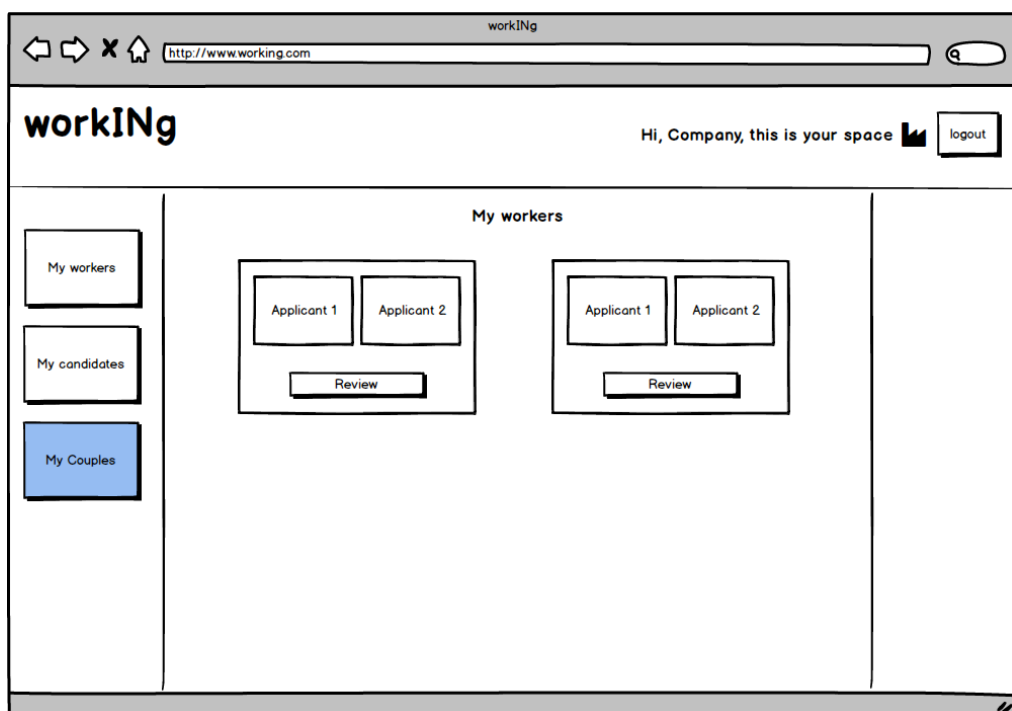 workINg
http://www.working.com
workINg
Hi, Company, this is your space
logout
My workers
My candidates
My Couples
My workers
Applicant 1
Applicant 2
Review
Applicant 1
Applicant 2
Review